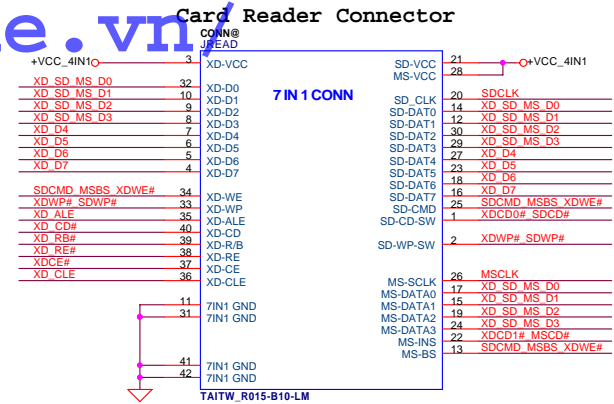 Card Reader Connector
e.vn/
CONN@
JREAD
+VCC_4IN1 3 XD-VCC SD-VCC 21 +VCC_4IN1
MS-VCC 28
7 IN 1 CONN
XD_SD_MS_D0 32 XD-D0
XD_SD_MS_D1 10 XD-D1
XD_SD_MS_D2 9 XD-D2
XD_SD_MS_D3 8 XD-D3
XD_D4 7 XD-D4
XD_D5 6 XD-D5
XD_D6 5 XD-D6
XD_D7 4 XD-D7
SDCMD_MSBS_XDWE# 34 XD-WE
XDWP#_SDWP# 33 XD-WP
XD_ALE 35 XD-ALE
XD_CD# 40 XD-CD
XD_RB# 39 XD-R/B
XD_RE# 38 XD-RE
XDCE# 37 XD-CE
XD_CLE 36 XD-CLE
11 7IN1 GND
31 7IN1 GND
41 7IN1 GND
42 7IN1 GND
SD_CLK 20 SDCLK
SD-DAT0 14 XD_SD_MS_D0
SD-DAT1 12 XD_SD_MS_D1
SD-DAT2 30 XD_SD_MS_D2
SD-DAT3 29 XD_SD_MS_D3
SD-DAT4 27 XD_D4
SD-DAT5 23 XD_D5
SD-DAT6 18 XD_D6
SD-DAT7 16 XD_D7
SD-CMD 25 SDCMD_MSBS_XDWE#
SD-CD-SW 1 XDCD0#_SDCD#
SD-WP-SW 2 XDWP#_SDWP#
MS-SCLK 26 MSCLK
MS-DATA0 17 XD_SD_MS_D0
MS-DATA1 15 XD_SD_MS_D1
MS-DATA2 19 XD_SD_MS_D2
MS-DATA3 24 XD_SD_MS_D3
MS-INS 22 XDCD1#_MSCD#
MS-BS 13 SDCMD_MSBS_XDWE#
TAITW_R015-B10-LM